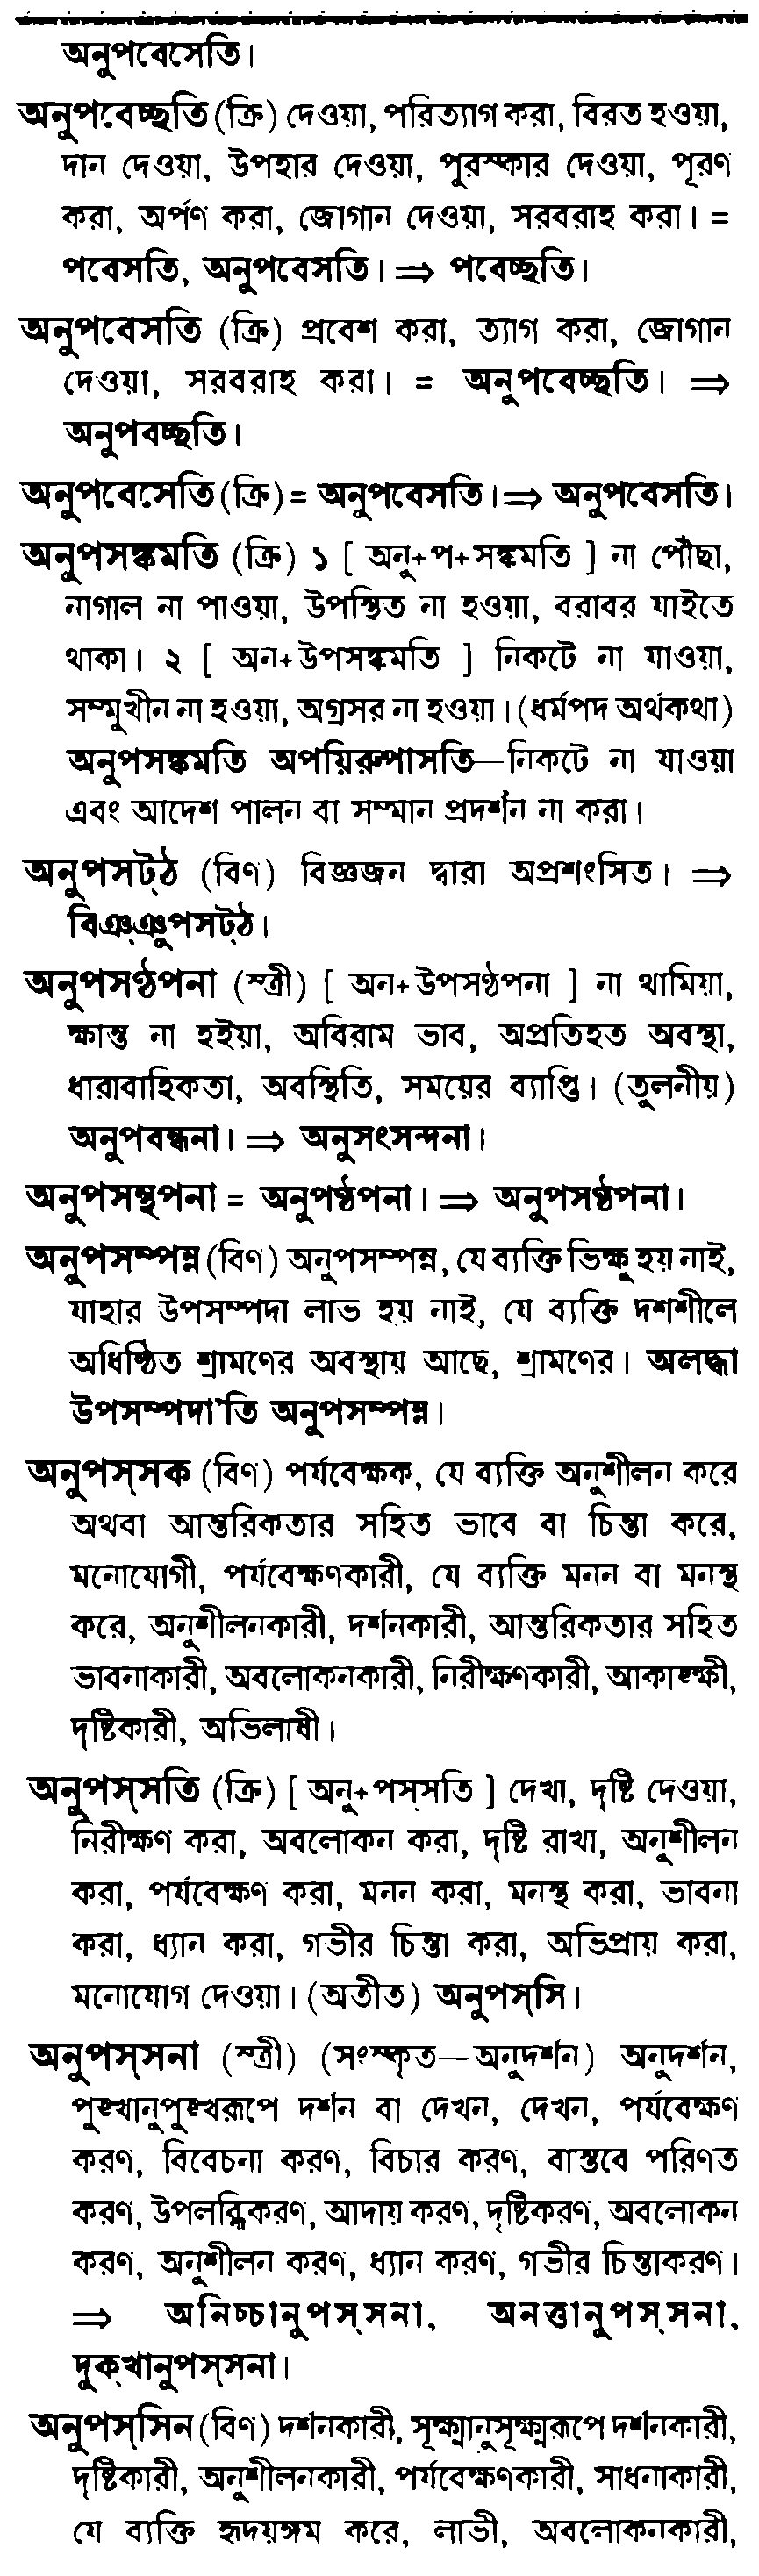 অনুপবেসেতি।
অনুপবেচ্ছতি (ক্রি) দেওয়া, পরিত্যাগ করা, বিরত হওয়া,
দান দেওয়া, উপহার দেওয়া, পুরস্কার দেওয়া, পূরণ
করা, অর্পণ করা, জোগান দেওয়া, সরবরাহ করা। =
পবেসতি, অনুপবেসতি। ⇒ পবেচ্ছতি।
অনুপবেসতি (ক্রি) প্রবেশ করা, ত্যাগ করা, জোগান
দেওয়া, সরবরাহ করা। = অনুপবেচ্ছতি। ⇒
অনুপবচ্ছতি।
অনুপবেসেতি (ক্রি) = অনুপবেসতি। ⇒ অনুপবেসতি।
অনুপসঙ্কমতি (ক্রি) ১ [ অনু+প+সঙ্কমতি ] না পৌঁছা,
নাগাল না পাওয়া, উপস্থিত না হওয়া, বরাবর যাইতে
থাকা। ২ [ অন+উপসঙ্কমতি ] নিকটে না যাওয়া,
সম্মুখীন না হওয়া, অগ্রসর না হওয়া। (ধর্মপদ অর্থকথা)
অনুপসঙ্কমতি অপয়িরুপাসতি—নিকটে না যাওয়া
এবং আদেশ পালন বা সম্মান প্রদর্শন না করা।
অনুপসট্ঠ (বিণ) বিজ্ঞজন দ্বারা অপ্রশংসিত। ⇒
বিঞ্ঞুপসট্ঠ।
অনুপসণ্ঠপনা (স্ত্রী) [ অন+উপসণ্ঠপনা ] না থামিয়া,
ক্ষান্ত না হইয়া, অবিরাম ভাব, অপ্রতিহত অবস্থা,
ধারাবাহিকতা, অবস্থিতি, সময়ের ব্যাপ্তি। (তুলনীয়)
অনুপবন্ধনা। ⇒ অনুসংসন্দনা।
অনুপসন্থপনা = অনুপণ্ঠপনা। ⇒ অনুপসণ্ঠপনা।
অনুপসম্পন্ন (বিণ) অনুপসম্পন্ন, যে ব্যক্তি ভিক্ষু হয় নাই,
যাহার উপসম্পদা লাভ হয় নাই, যে ব্যক্তি দশশীলে
অধিষ্ঠিত শ্রামণের অবস্থায় আছে, শ্রামণের। অলদ্ধা
উপসম্পদা'তি অনুপসম্পন্ন।
অনুপস্সক (বিণ) পর্যবেক্ষক, যে ব্যক্তি অনুশীলন করে
অথবা আন্তরিকতার সহিত ভাবে বা চিন্তা করে,
মনোযোগী, পর্যবেক্ষণকারী, যে ব্যক্তি মনন বা মনস্থ
করে, অনুশীলনকারী, দর্শনকারী, আন্তরিকতার সহিত
ভাবনাকারী, অবলোকনকারী, নিরীক্ষণকারী, আকাঙ্ক্ষী,
দৃষ্টিকারী, অভিলাষী।
অনুপস্সতি (ক্রি) [ অনু+পস্সতি ] দেখা, দৃষ্টি দেওয়া,
নিরীক্ষণ করা, অবলোকন করা, দৃষ্টি রাখা, অনুশীলন
করা, পর্যবেক্ষণ করা, মনন করা, মনস্থ করা, ভাবনা
করা, ধ্যান করা, গভীর চিন্তা করা, অভিপ্রায় করা,
মনোযোগ দেওয়া। (অতীত) অনুপস্সি।
অনুপস্সনা (স্ত্রী) (সংস্কৃত—অনুদর্শন) অনুদর্শন,
পুঙ্খানুপুঙ্খরূপে দর্শন বা দেখন, দেখন, পর্যবেক্ষণ
করণ, বিবেচনা করণ, বিচার করণ, বাস্তবে পরিণত
করণ, উপলব্ধিকরণ, আদায় করণ, দৃষ্টিকরণ, অবলোকন
করণ, অনুশীলন করণ, ধ্যান করণ, গভীর চিন্তাকরণ।
⇒ অনিচ্চানুপস্সনা, অনত্তানুপস্সনা,
দুক্খানুপস্সনা।
অনুপস্সিন (বিণ) দর্শনকারী, সূক্ষ্মানুসূক্ষ্মরূপে দর্শনকারী,
দৃষ্টিকারী, অনুশীলনকারী, পর্যবেক্ষণকারী, সাধনাকারী,
যে ব্যক্তি হৃদয়ঙ্গম করে, লাভী, অবলোকনকারী,